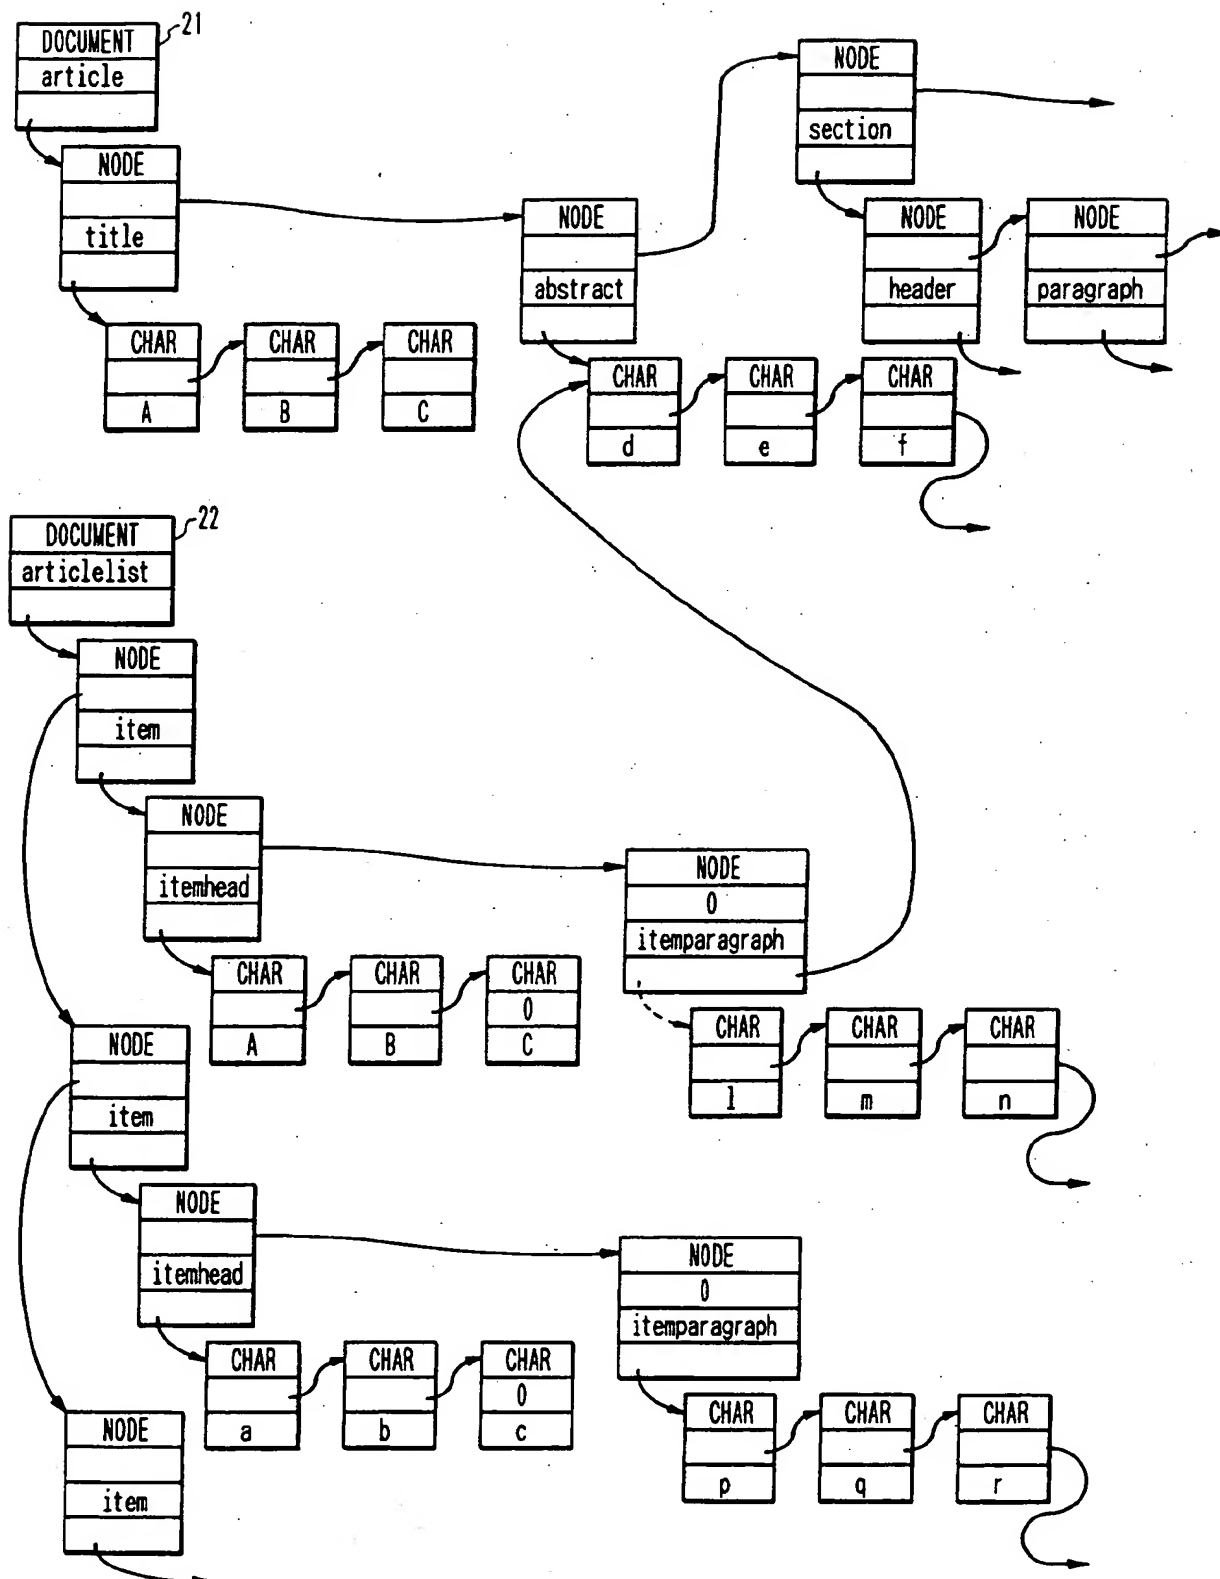 21
DOCUMENT
article
NODE
title
CHAR
A
CHAR
B
CHAR
C
NODE
abstract
CHAR
d
CHAR
e
CHAR
f
NODE
section
NODE
header
NODE
paragraph
22
DOCUMENT
articlelist
NODE
item
NODE
itemhead
CHAR
A
CHAR
B
CHAR
0
C
NODE
0
itemparagraph
CHAR
l
CHAR
m
CHAR
n
NODE
item
NODE
itemhead
CHAR
a
CHAR
b
CHAR
0
c
NODE
0
itemparagraph
CHAR
p
CHAR
q
CHAR
r
NODE
item